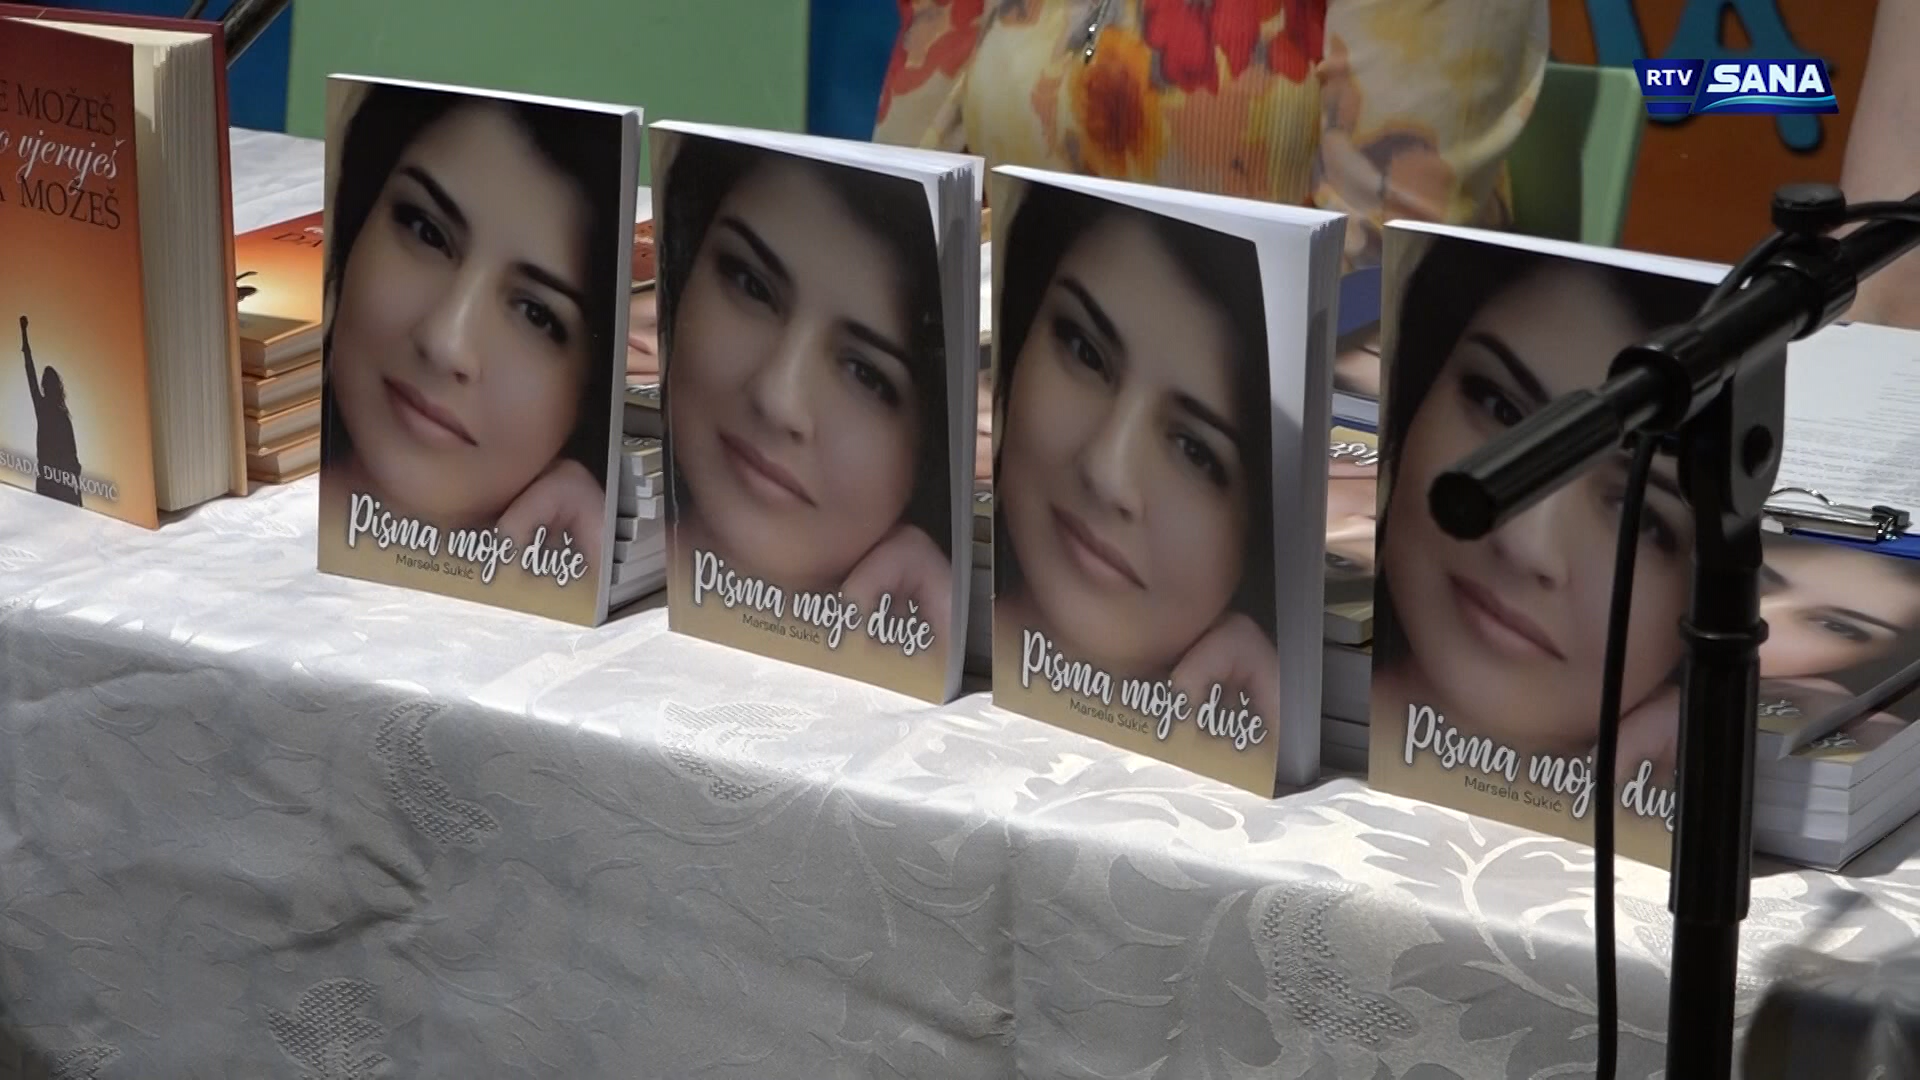 RTV SANA
E MOŽEŠ
o vjeruješ
A MOŽEŠ
SUADA DURAKOVIĆ
DA
Pisma moje duše
Marsela Sukić
Pisma moje duše
Marsela Sukić
Pisma moje duše
Marsela Sukić
Pisma moj duš
Marsela Sukić